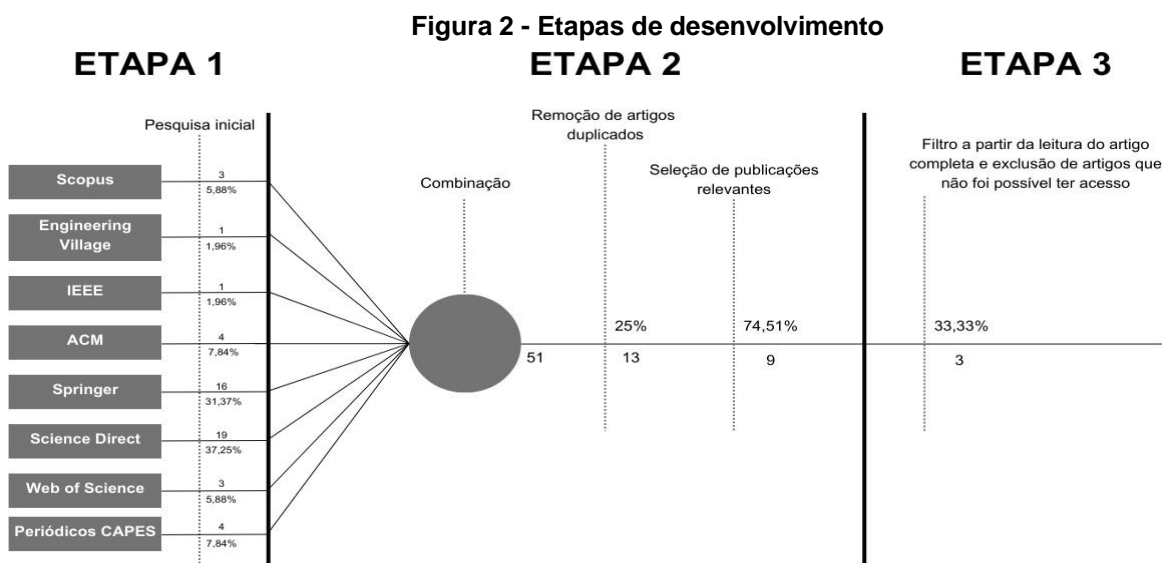 Figura 2 - Etapas de desenvolvimento
ETAPA 1
ETAPA 2
ETAPA 3
Pesquisa inicial
Scopus
3
5,88%
Engineering
Village
1
1,96%
IEEE
1
1,96%
ACM
4
7,84%
Springer
16
31,37%
Science Direct
19
37,25%
Web of Science
3
5,88%
Periódicos CAPES
4
7,84%
Combinação
51
Remoção de artigos
duplicados
25%
13
Seleção de publicações
relevantes
74,51%
9
Filtro a partir da leitura do artigo
completa e exclusão de artigos que
não foi possível ter acesso
33,33%
3